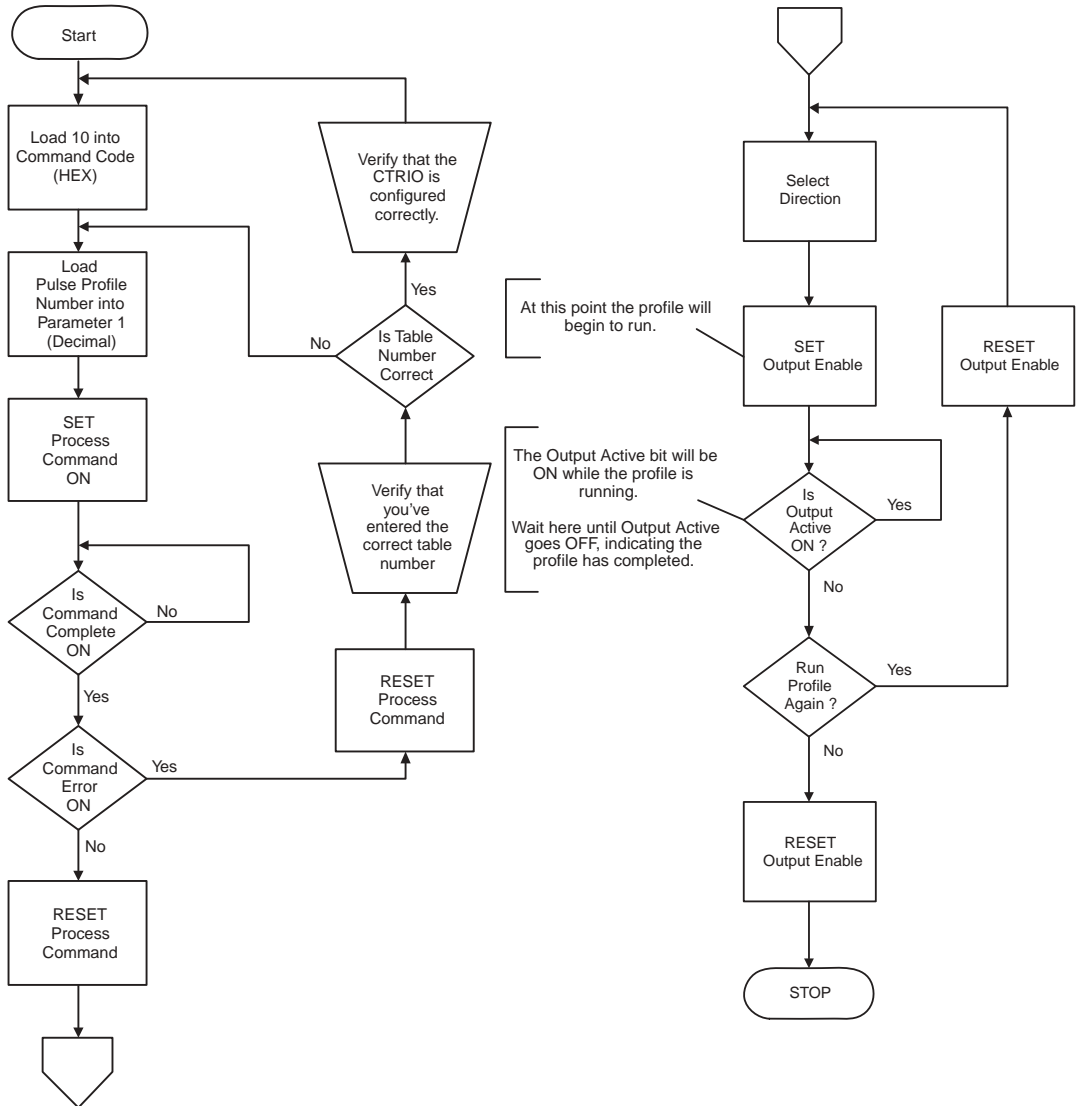 Start
Load 10 into
Command Code
(HEX)
Load
Pulse Profile
Number into
Parameter 1
(Decimal)
SET
Process
Command
ON
Is
Command
Complete
ON
No
Yes
Is
Command
Error
ON
Yes
No
RESET
Process
Command
Verify that the
CTRIO is
configured
correctly.
Yes
Is Table
Number
Correct
No
Verify that
you've
entered the
correct table
number
RESET
Process
Command
Select
Direction
At this point the profile will
begin to run.
SET
Output Enable
RESET
Output Enable
The Output Active bit will be
ON while the profile is
running.
Wait here until Output Active
goes OFF, indicating the
profile has completed.
Is
Output
Active
ON ?
Yes
No
Run
Profile
Again ?
Yes
No
RESET
Output Enable
STOP